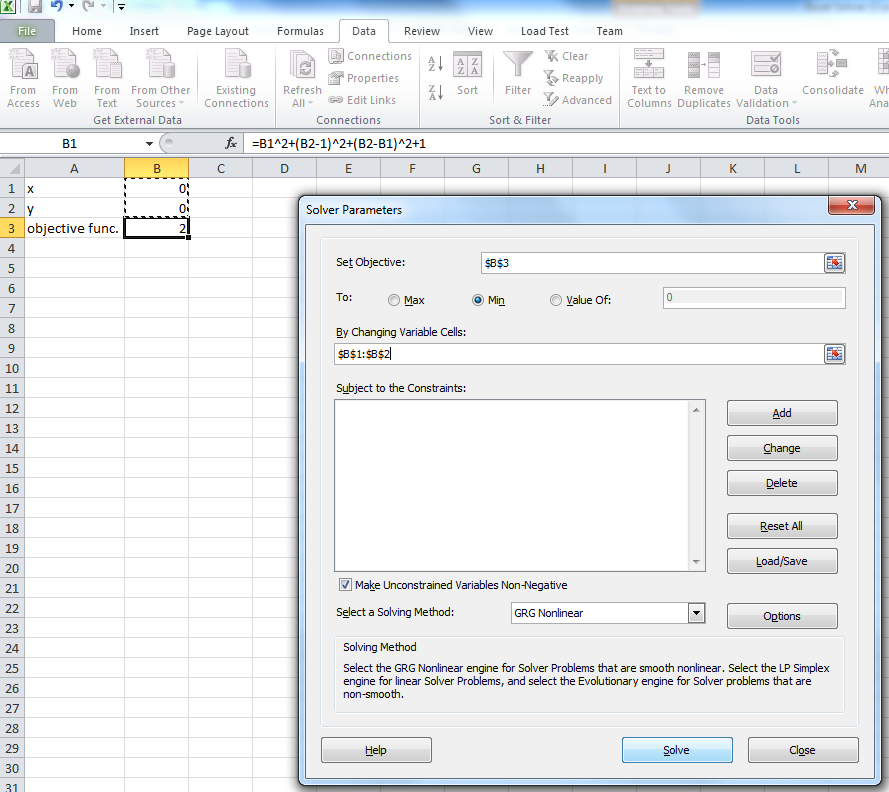 File Home Insert Page Layout Formulas Data Review View Load Test Team
From Access From Web From Text From Other Sources Existing Connections Refresh All Connections Properties Edit Links Sort Filter Clear Reapply Advanced Text to Columns Remove Duplicates Data Validation Consolidate Wh Ana
Get External Data Connections Sort & Filter Data Tools
B1 fx =B1^2+(B2-1)^2+(B2-B1)^2+1
A B C D E F G H I J K L M
1 x 0
2 y 0
3 objective func. 2
4
5
6
7
8
9
10
11
12
13
14
15
16
17
18
19
20
21
22
23
24
25
26
27
28
29
30
31
Solver Parameters
Set Objective: $B$3
To: Max Min Value Of: 0
By Changing Variable Cells:
$B$1:$B$2
Subject to the Constraints:
Add
Change
Delete
Reset All
Load/Save
Make Unconstrained Variables Non-Negative
Select a Solving Method: GRG Nonlinear Options
Solving Method
Select the GRG Nonlinear engine for Solver Problems that are smooth nonlinear. Select the LP Simplex
engine for linear Solver Problems, and select the Evolutionary engine for Solver problems that are
non-smooth.
Help Solve Close